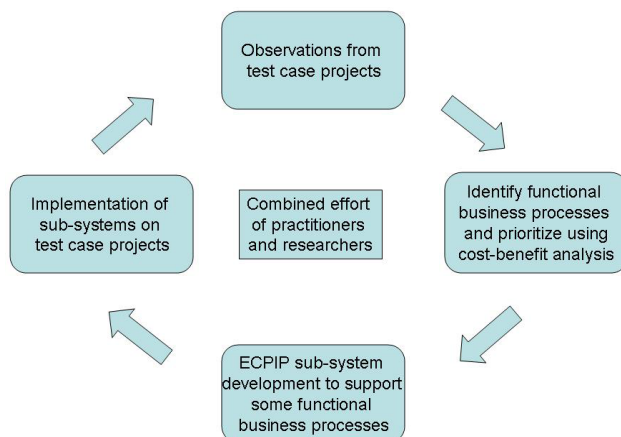 Observations from
test case projects
Implementation of
sub-systems on
test case projects
Combined effort
of practitioners
and researchers
Identify functional
business processes
and prioritize using
cost-benefit analysis
ECPIP sub-system
development to support
some functional
business processes